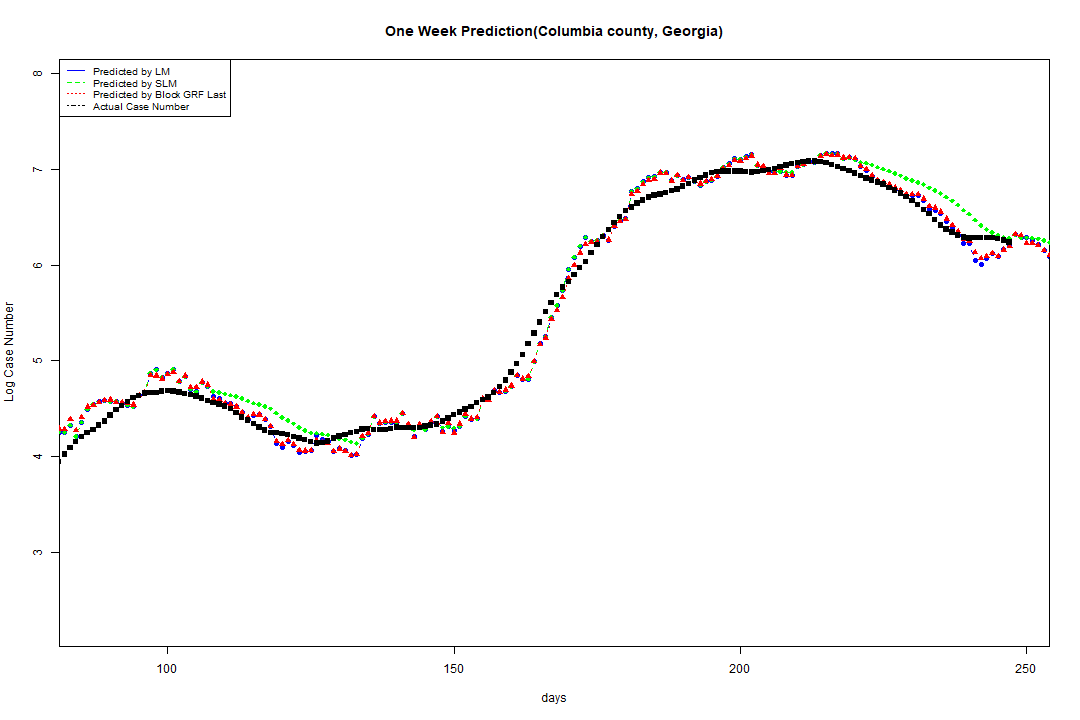 One Week Prediction(Columbia county, Georgia)
Predicted by LM
Predicted by SLM
Predicted by Block GRF Last
Actual Case Number
8
7
6
5
4
3
Log Case Number
100 150 200 250
days